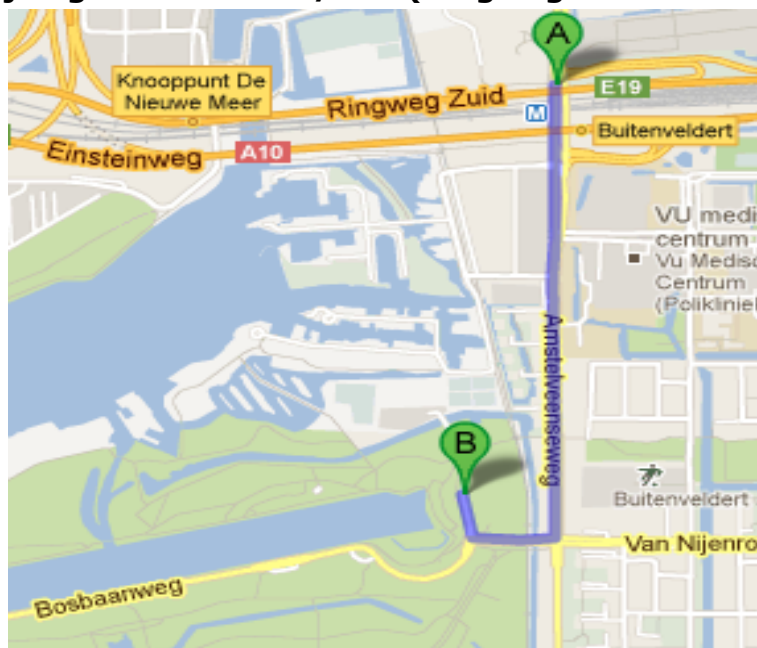 A
Knooppunt De
Nieuwe Meer
Ringweg Zuid
E19
M
Buitenveldert
Einsteinweg
A10
VU medi
centrum
Vu Medisc
Centrum
(Polikliniek
Amstelveenseweg
B
Buitenveldert
Van Nijenro
Bosbaanweg